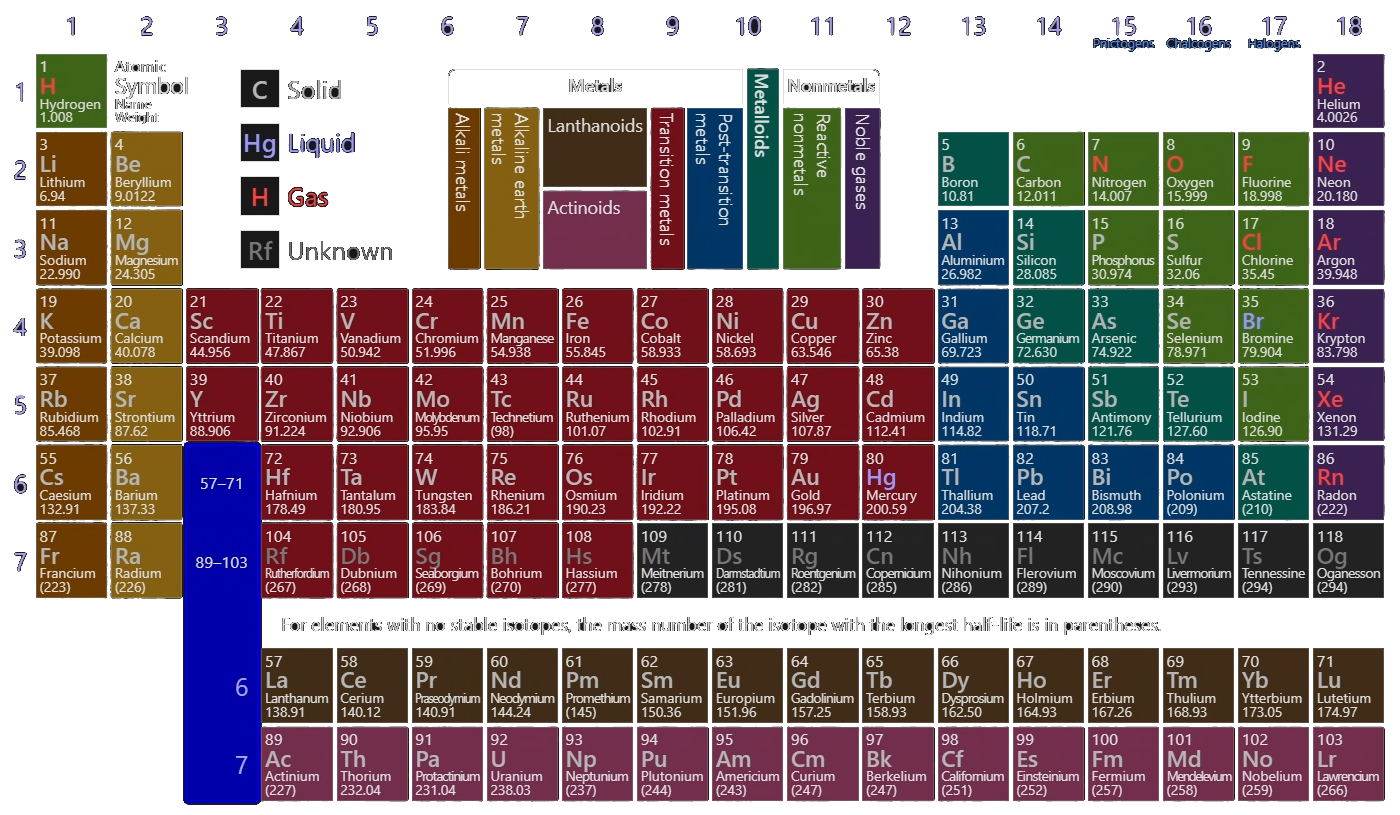 1 2 3 4 5 6 7 8 9 10 11 12 13 14 15 16 17 18
Pnictogens Chalcogens Halogens
1
1 H Hydrogen 1.008
Atomic
Symbol
Name
Weight
C Solid
Hg Liquid
H Gas
Rf Unknown
Metals
Metalloids
Nonmetals
Alkali metals
Alkaline earth metals
Lanthanoids
Actinoids
Transition metals
Post-transition metals
Reactive nonmetals
Noble gases
2 He Helium 4.0026
2
3 Li Lithium 6.94
4 Be Beryllium 9.0122
5 B Boron 10.81
6 C Carbon 12.011
7 N Nitrogen 14.007
8 O Oxygen 15.999
9 F Fluorine 18.998
10 Ne Neon 20.180
3
11 Na Sodium 22.990
12 Mg Magnesium 24.305
13 Al Aluminium 26.982
14 Si Silicon 28.085
15 P Phosphorus 30.974
16 S Sulfur 32.06
17 Cl Chlorine 35.45
18 Ar Argon 39.948
4
19 K Potassium 39.098
20 Ca Calcium 40.078
21 Sc Scandium 44.956
22 Ti Titanium 47.867
23 V Vanadium 50.942
24 Cr Chromium 51.996
25 Mn Manganese 54.938
26 Fe Iron 55.845
27 Co Cobalt 58.933
28 Ni Nickel 58.693
29 Cu Copper 63.546
30 Zn Zinc 65.38
31 Ga Gallium 69.723
32 Ge Germanium 72.630
33 As Arsenic 74.922
34 Se Selenium 78.971
35 Br Bromine 79.904
36 Kr Krypton 83.798
5
37 Rb Rubidium 85.468
38 Sr Strontium 87.62
39 Y Yttrium 88.906
40 Zr Zirconium 91.224
41 Nb Niobium 92.906
42 Mo Molybdenum 95.95
43 Tc Technetium (98)
44 Ru Ruthenium 101.07
45 Rh Rhodium 102.91
46 Pd Palladium 106.42
47 Ag Silver 107.87
48 Cd Cadmium 112.41
49 In Indium 114.82
50 Sn Tin 118.71
51 Sb Antimony 121.76
52 Te Tellurium 127.60
53 I Iodine 126.90
54 Xe Xenon 131.29
6
55 Cs Caesium 132.91
56 Ba Barium 137.33
57–71
72 Hf Hafnium 178.49
73 Ta Tantalum 180.95
74 W Tungsten 183.84
75 Re Rhenium 186.21
76 Os Osmium 190.23
77 Ir Iridium 192.22
78 Pt Platinum 195.08
79 Au Gold 196.97
80 Hg Mercury 200.59
81 Tl Thallium 204.38
82 Pb Lead 207.2
83 Bi Bismuth 208.98
84 Po Polonium (209)
85 At Astatine (210)
86 Rn Radon (222)
7
87 Fr Francium (223)
88 Ra Radium (226)
89–103
104 Rf Rutherfordium (267)
105 Db Dubnium (268)
106 Sg Seaborgium (269)
107 Bh Bohrium (270)
108 Hs Hassium (277)
109 Mt Meitnerium (278)
110 Ds Darmstadtium (281)
111 Rg Roentgenium (282)
112 Cn Copernicium (285)
113 Nh Nihonium (286)
114 Fl Flerovium (289)
115 Mc Moscovium (290)
116 Lv Livermorium (293)
117 Ts Tennessine (294)
118 Og Oganesson (294)
For elements with no stable isotopes, the mass number of the isotope with the longest half-life is in parentheses.
6
57 La Lanthanum 138.91
58 Ce Cerium 140.12
59 Pr Praseodymium 140.91
60 Nd Neodymium 144.24
61 Pm Promethium (145)
62 Sm Samarium 150.36
63 Eu Europium 151.96
64 Gd Gadolinium 157.25
65 Tb Terbium 158.93
66 Dy Dysprosium 162.50
67 Ho Holmium 164.93
68 Er Erbium 167.26
69 Tm Thulium 168.93
70 Yb Ytterbium 173.05
71 Lu Lutetium 174.97
7
89 Ac Actinium (227)
90 Th Thorium 232.04
91 Pa Protactinium 231.04
92 U Uranium 238.03
93 Np Neptunium (237)
94 Pu Plutonium (244)
95 Am Americium (243)
96 Cm Curium (247)
97 Bk Berkelium (247)
98 Cf Californium (251)
99 Es Einsteinium (252)
100 Fm Fermium (257)
101 Md Mendelevium (258)
102 No Nobelium (259)
103 Lr Lawrencium (266)